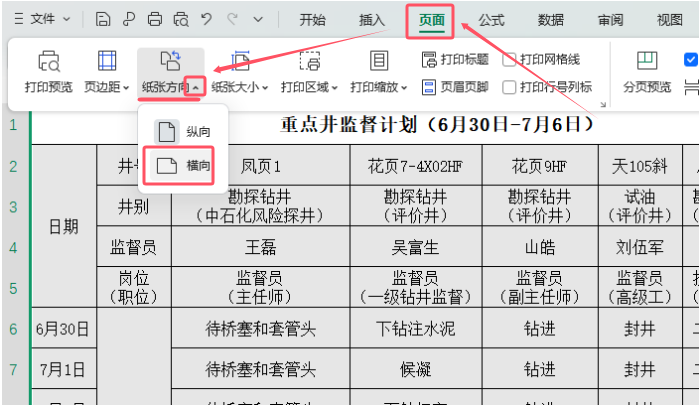 三 文件 开始 插入 页面 公式 数据 审阅 视图
打印预览 页边距 纸张方向 纸张大小 打印区域 打印缩放 打印标题 打印网格线 分页预览
页眉页脚 打印行号列标
纵向
横向
1 重点井监督计划（6月30日-7月6日）
2 井号 凤页1 花页7-4X02HF 花页9HF 天105斜
3 日期 井别 勘探钻井 勘探钻井 勘探钻井 试油
（中石化风险探井） （评价井） （评价井） （评价井）
4 监督员 王磊 吴富生 山皓 刘伍军
5 岗位 监督员 监督员 监督员 监督员
（职位） （主任师） （一级钻井监督） （副主任师） （高级工）
6 6月30日 待桥塞和套管头 下钻注水泥 钻进 封井
7 7月1日 待桥塞和套管头 候凝 钻进 封井